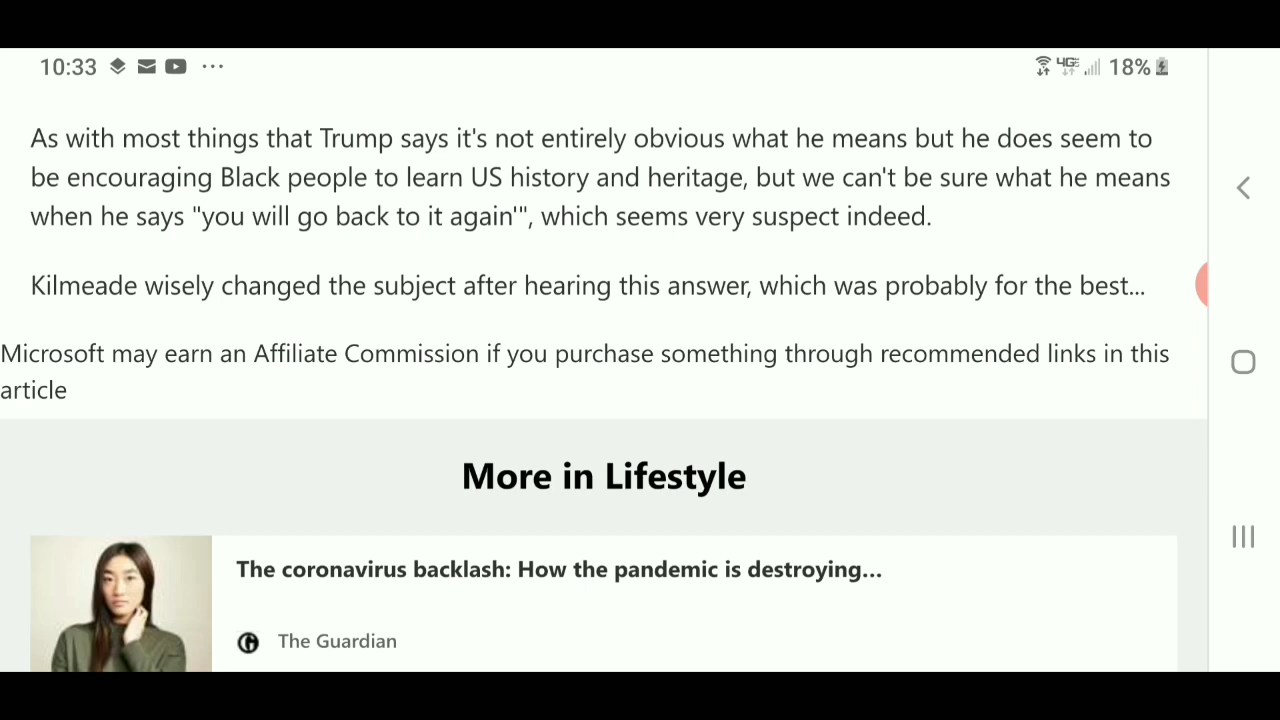 10:33
4GE 18%
As with most things that Trump says it's not entirely obvious what he means but he does seem to
be encouraging Black people to learn US history and heritage, but we can't be sure what he means
when he says "you will go back to it again'", which seems very suspect indeed.
Kilmeade wisely changed the subject after hearing this answer, which was probably for the best...
Microsoft may earn an Affiliate Commission if you purchase something through recommended links in this
article
More in Lifestyle
The coronavirus backlash: How the pandemic is destroying...
The Guardian